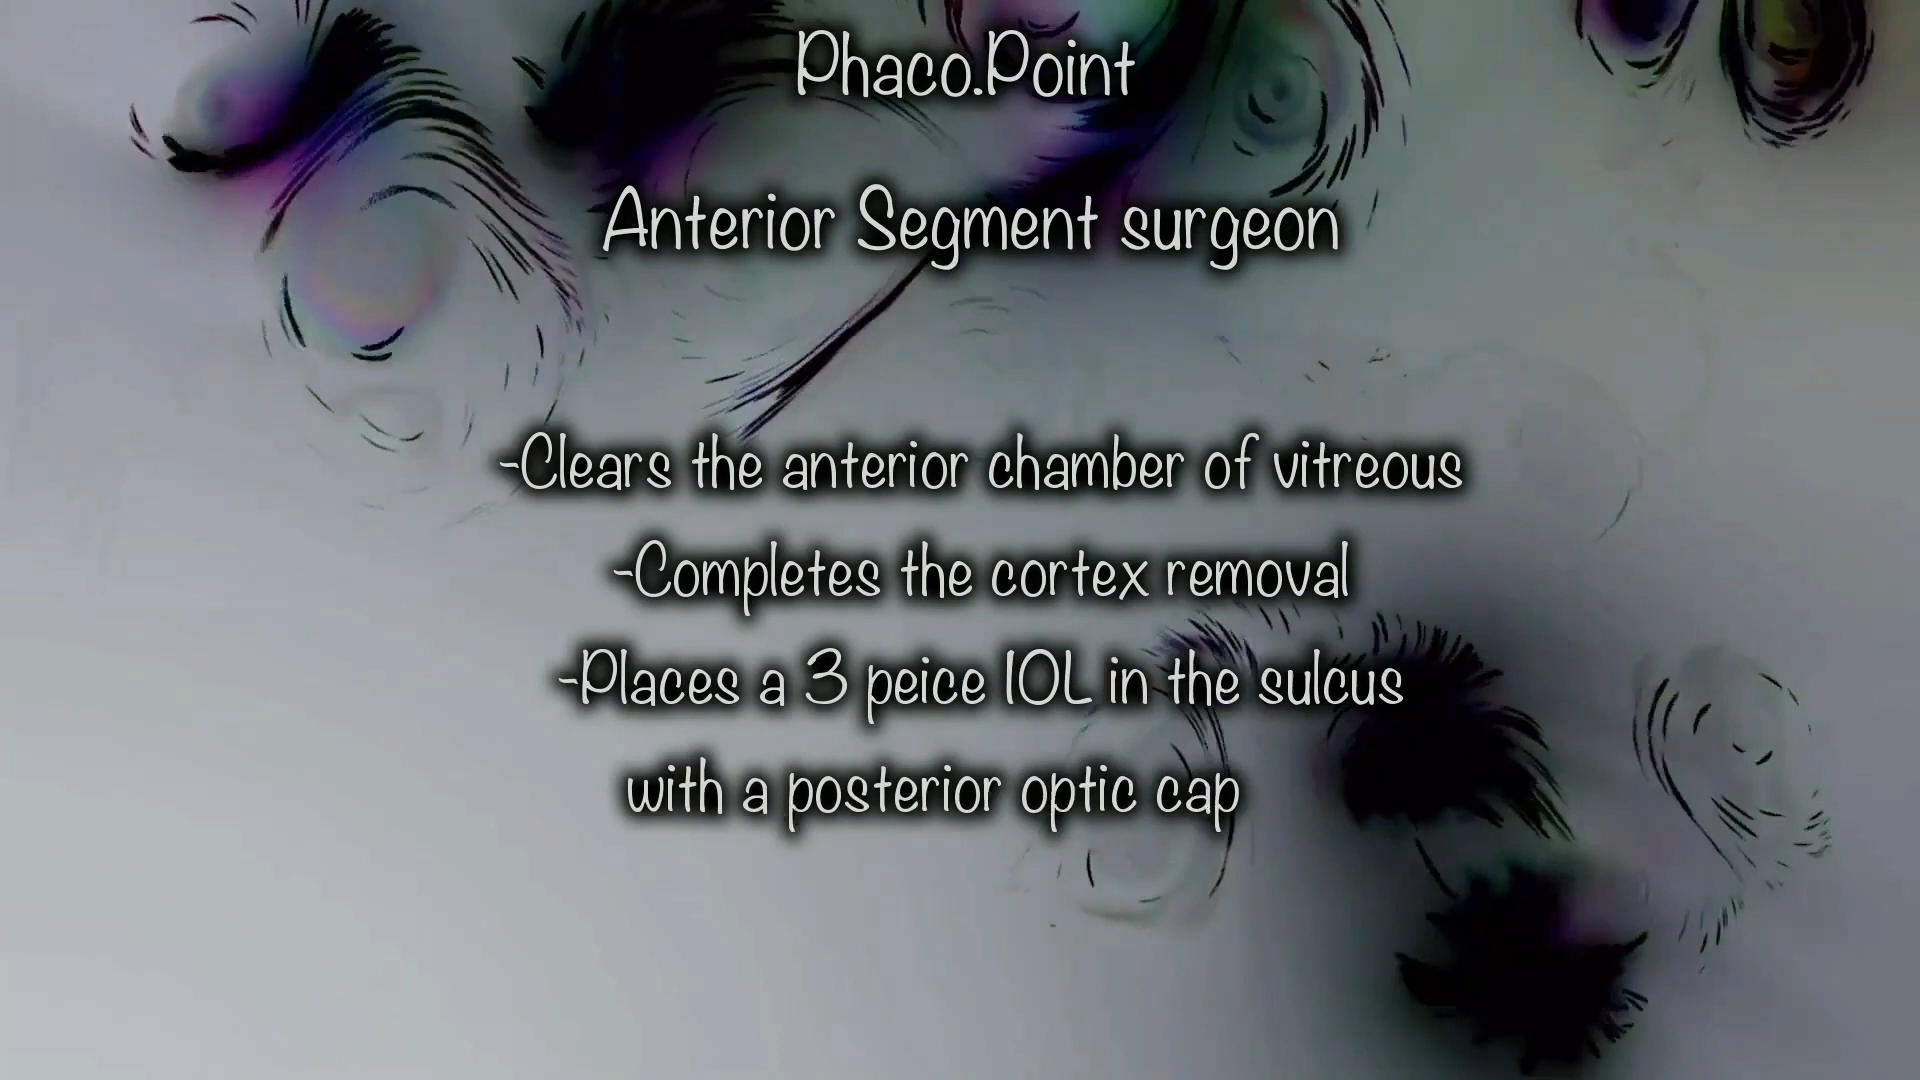 Phaco.Point
Anterior Segment surgeon
-Clears the anterior chamber of vitreous
-Completes the cortex removal
-Places a 3 peice IOL in the sulcus
with a posterior optic cap